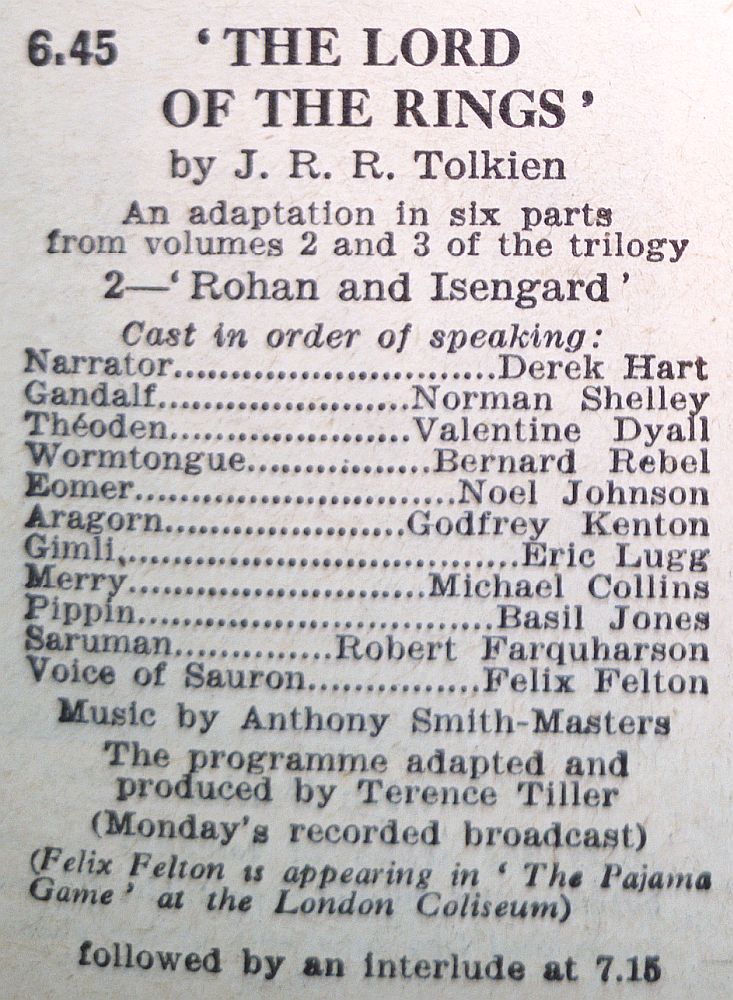 6.45 ‘THE LORD
OF THE RINGS’
by J. R. R. Tolkien
An adaptation in six parts
from volumes 2 and 3 of the trilogy
2—‘Rohan and Isengard’
Cast in order of speaking:
Narrator..............................Derek Hart
Gandalf........................Norman Shelley
Théoden.......................Valentine Dyall
Wormtongue.................Bernard Rebel
Eomer..............................Noel Johnson
Aragorn.......................Godfrey Kenton
Gimli.....................................Eric Lugg
Merry............................Michael Collins
Pippin.................................Basil Jones
Saruman...............Robert Farquharson
Voice of Sauron................Felix Felton
Music by Anthony Smith-Masters
The programme adapted and
produced by Terence Tiller
(Monday’s recorded broadcast)
(Felix Felton is appearing in ‘The Pajama
Game’ at the London Coliseum)
followed by an interlude at 7.15